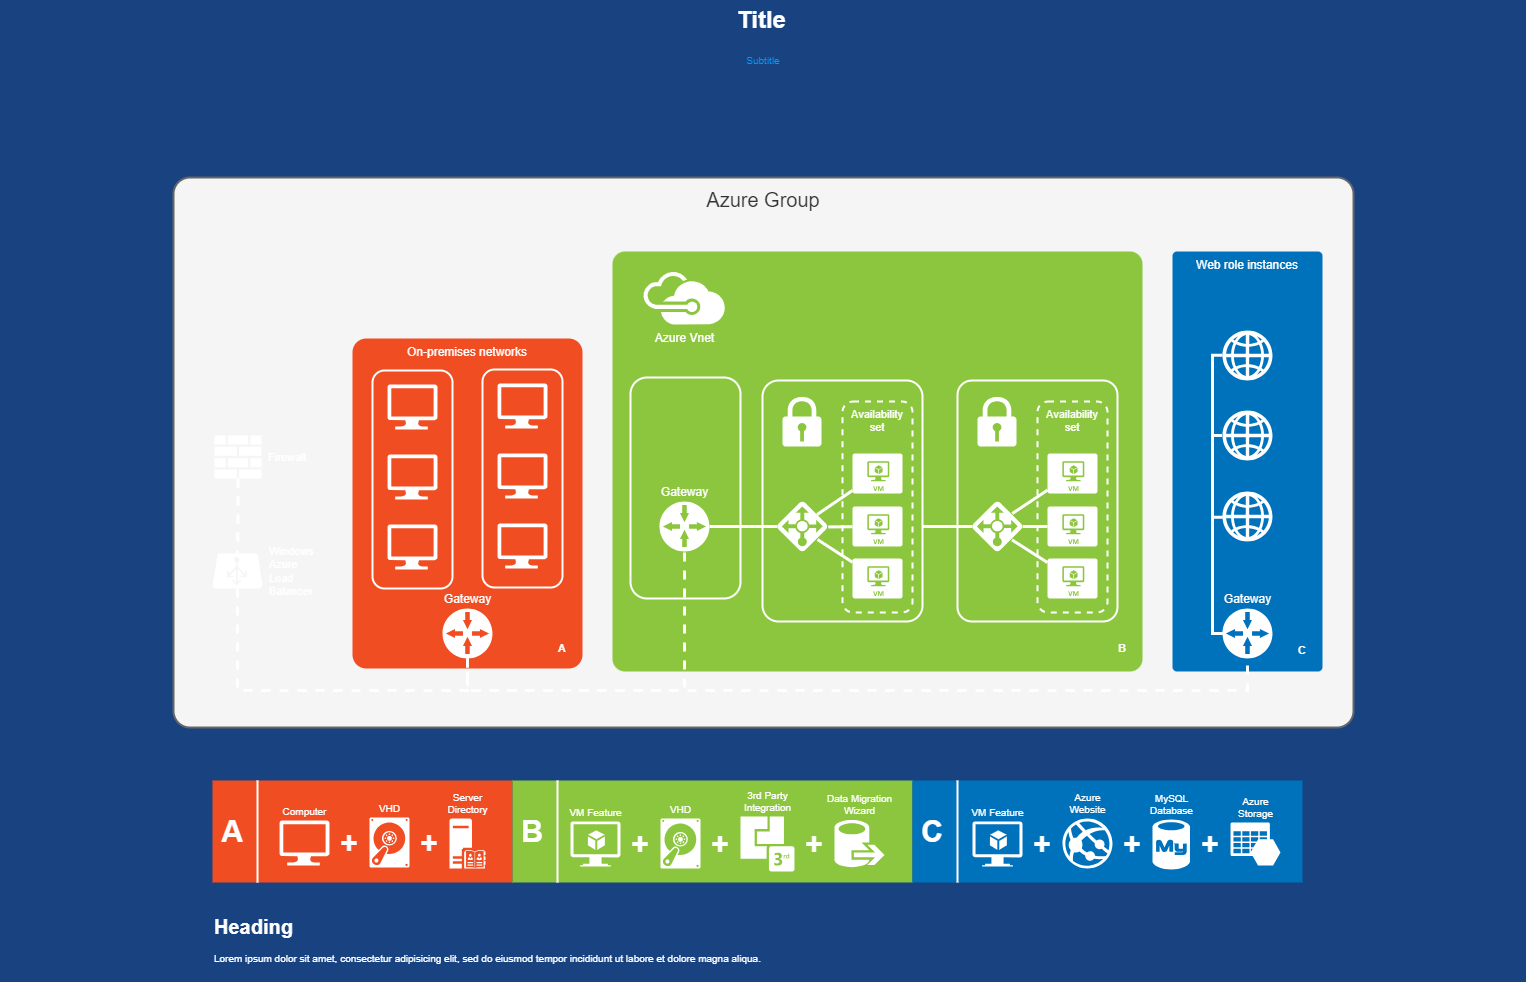 Title
Subtitle
Azure Group
Web role instances
Azure Vnet
On-premises networks
Availability
set
Availability
set
Firewall
VM
VM
Gateway
VM
VM
Windows
Azure
Load
Balancer
VM
VM
Gateway
Gateway
A
B
C
A
Computer
VHD
Server
Directory
B
VM Feature
VHD
3rd Party
Integration
3rd
Data Migration
Wizard
C
VM Feature
Azure
Website
MySQL
Database
My
Azure
Storage
Heading
Lorem ipsum dolor sit amet, consectetur adipisicing elit, sed do eiusmod tempor incididunt ut labore et dolore magna aliqua.